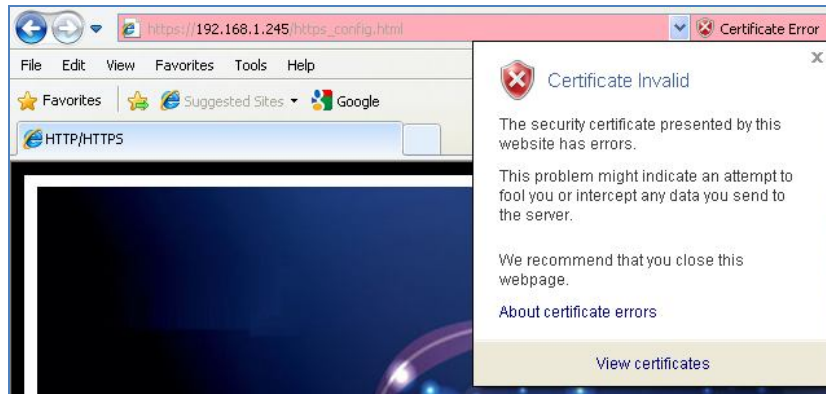 https://192.168.1.245/https_config.html
Certificate Error
File Edit View Favorites Tools Help
Favorites Suggested Sites Google
HTTP/HTTPS
Certificate Invalid
The security certificate presented by this
website has errors.
This problem might indicate an attempt to
fool you or intercept any data you send to
the server.
We recommend that you close this
webpage.
About certificate errors
View certificates